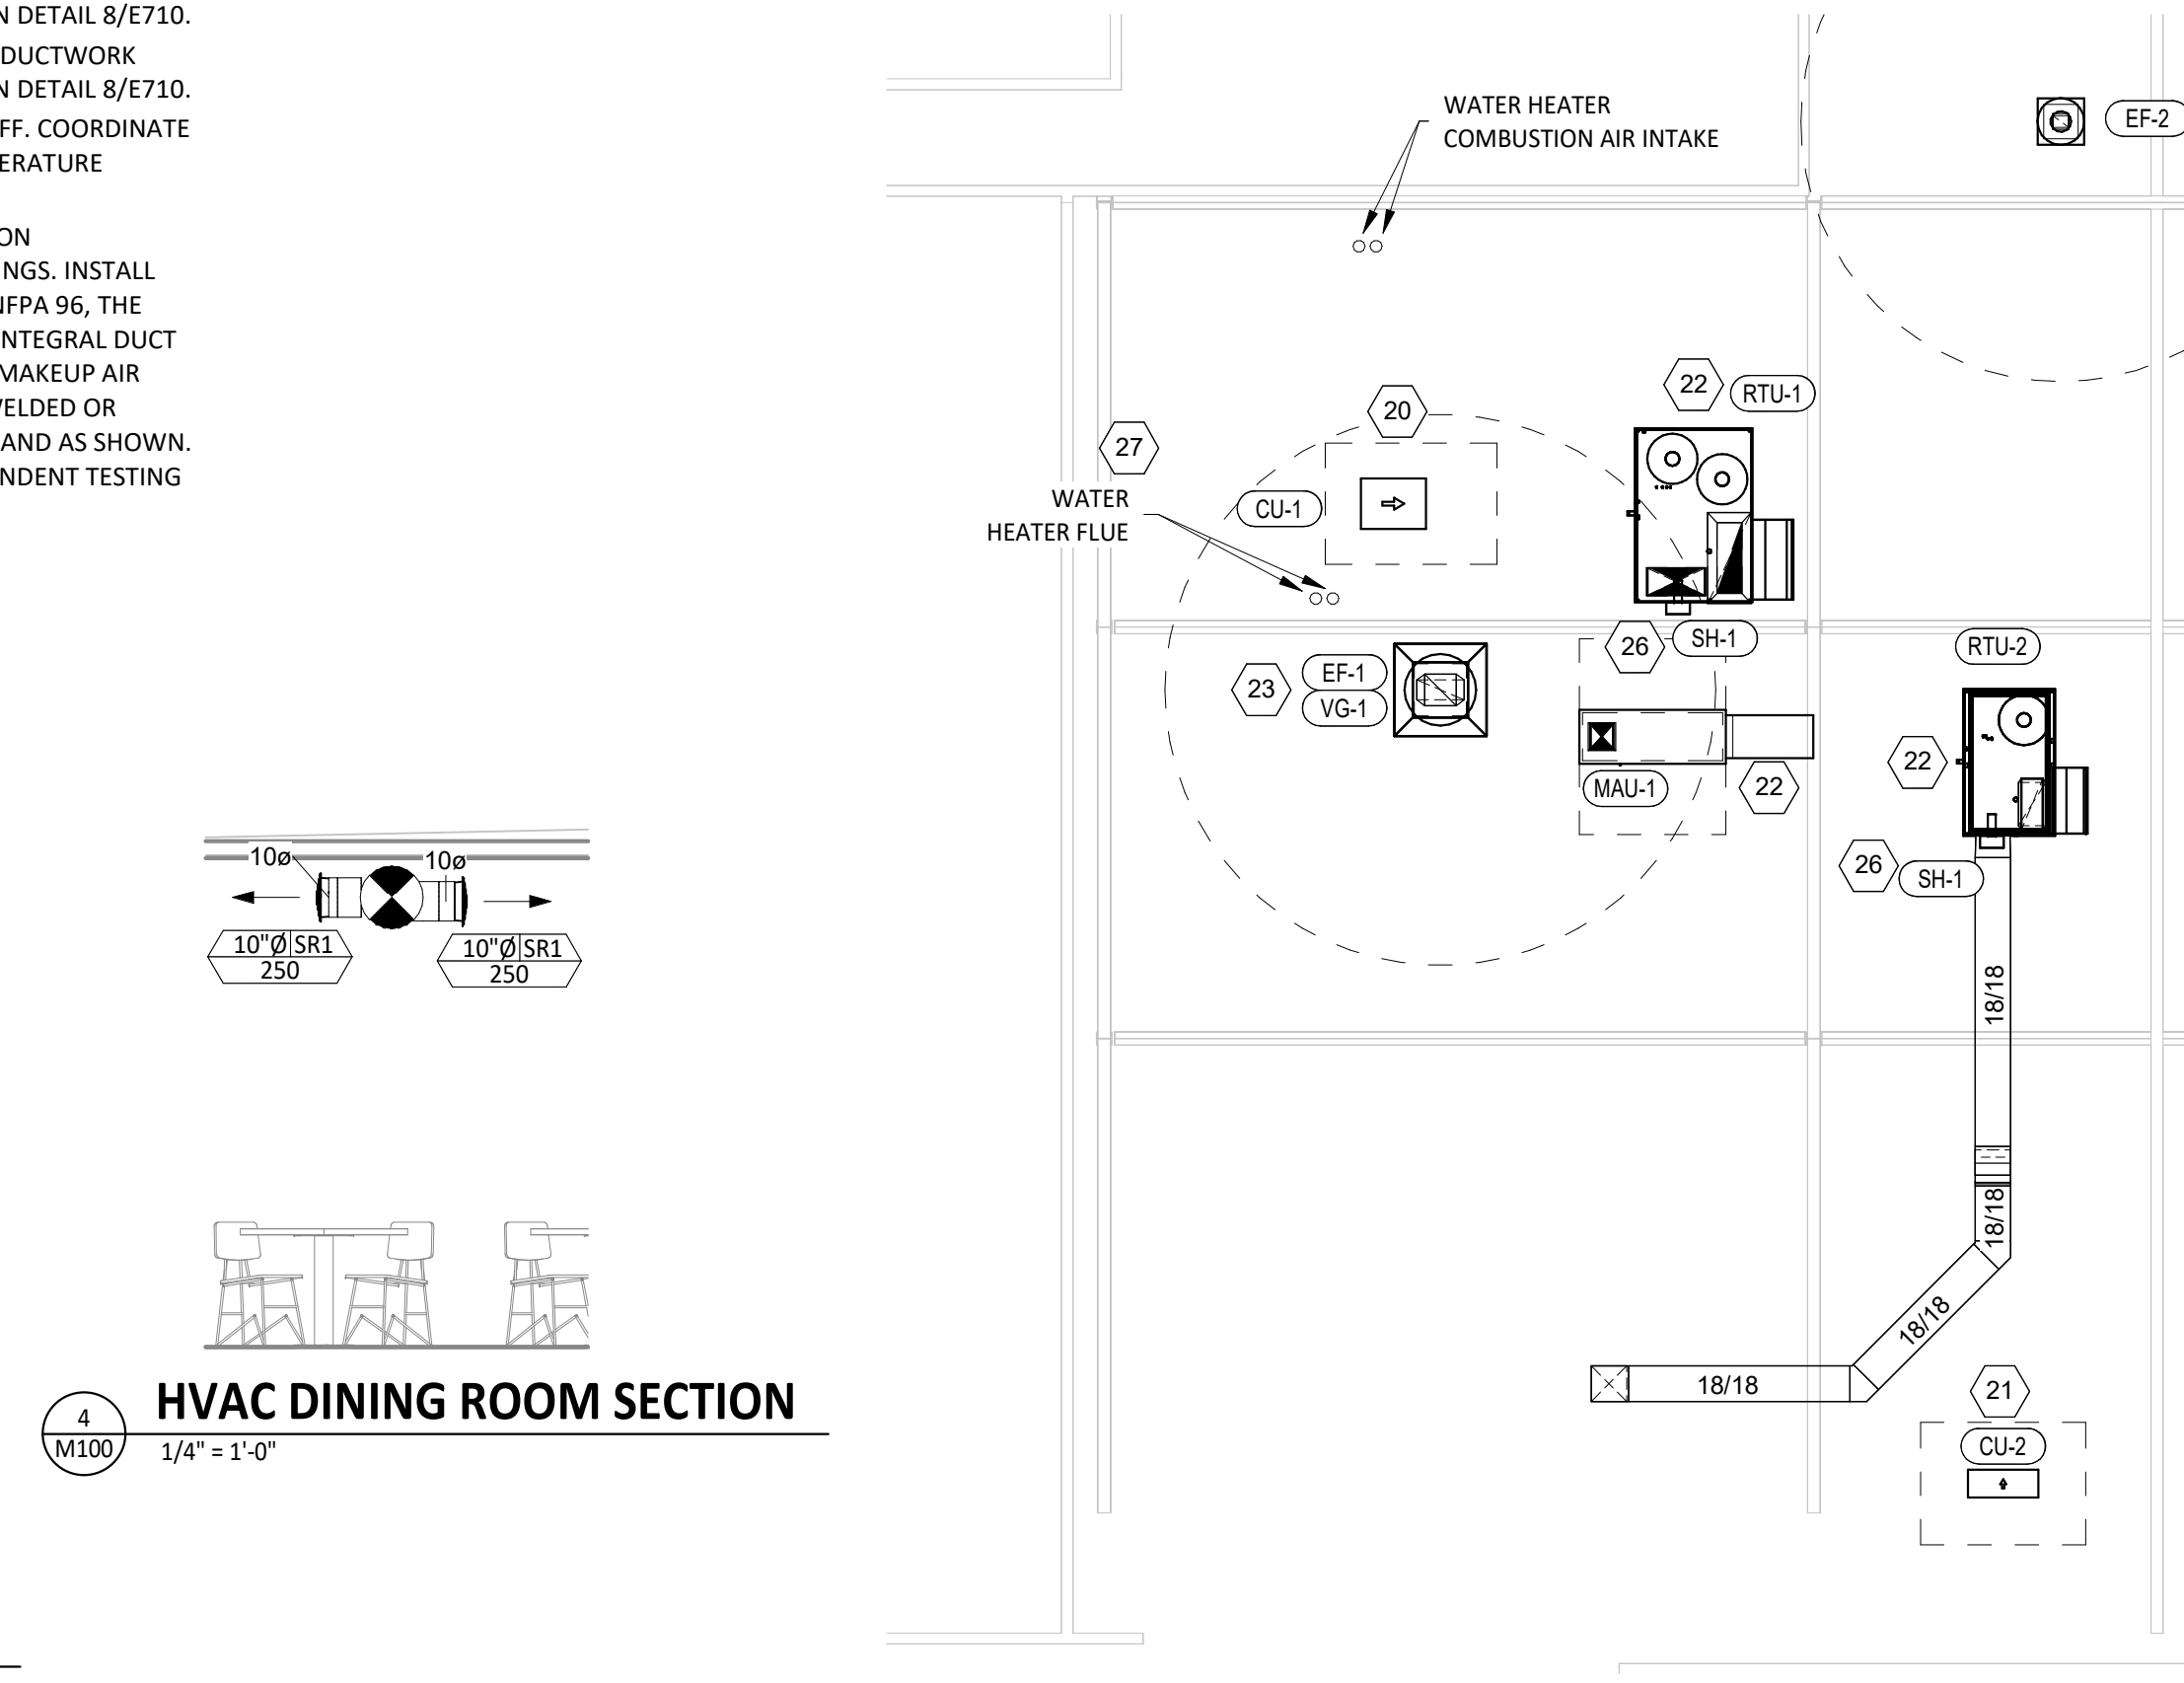 N DETAIL 8/E710.
DUCTWORK
N DETAIL 8/E710.
FF. COORDINATE
ERATURE
ON
NGS. INSTALL
NFPA 96, THE
INTEGRAL DUCT
MAKEUP AIR
WELDED OR
AND AS SHOWN.
NDENT TESTING
10ø
10ø
10"Ø SR1
250
10"Ø SR1
250
4
M100
HVAC DINING ROOM SECTION
1/4" = 1'-0"
WATER HEATER
COMBUSTION AIR INTAKE
EF-2
22
RTU-1
20
27
WATER
HEATER FLUE
CU-1
26
SH-1
RTU-2
23
EF-1
VG-1
MAU-1
22
22
26
SH-1
18/18
18/18
18/18
18/18
21
CU-2